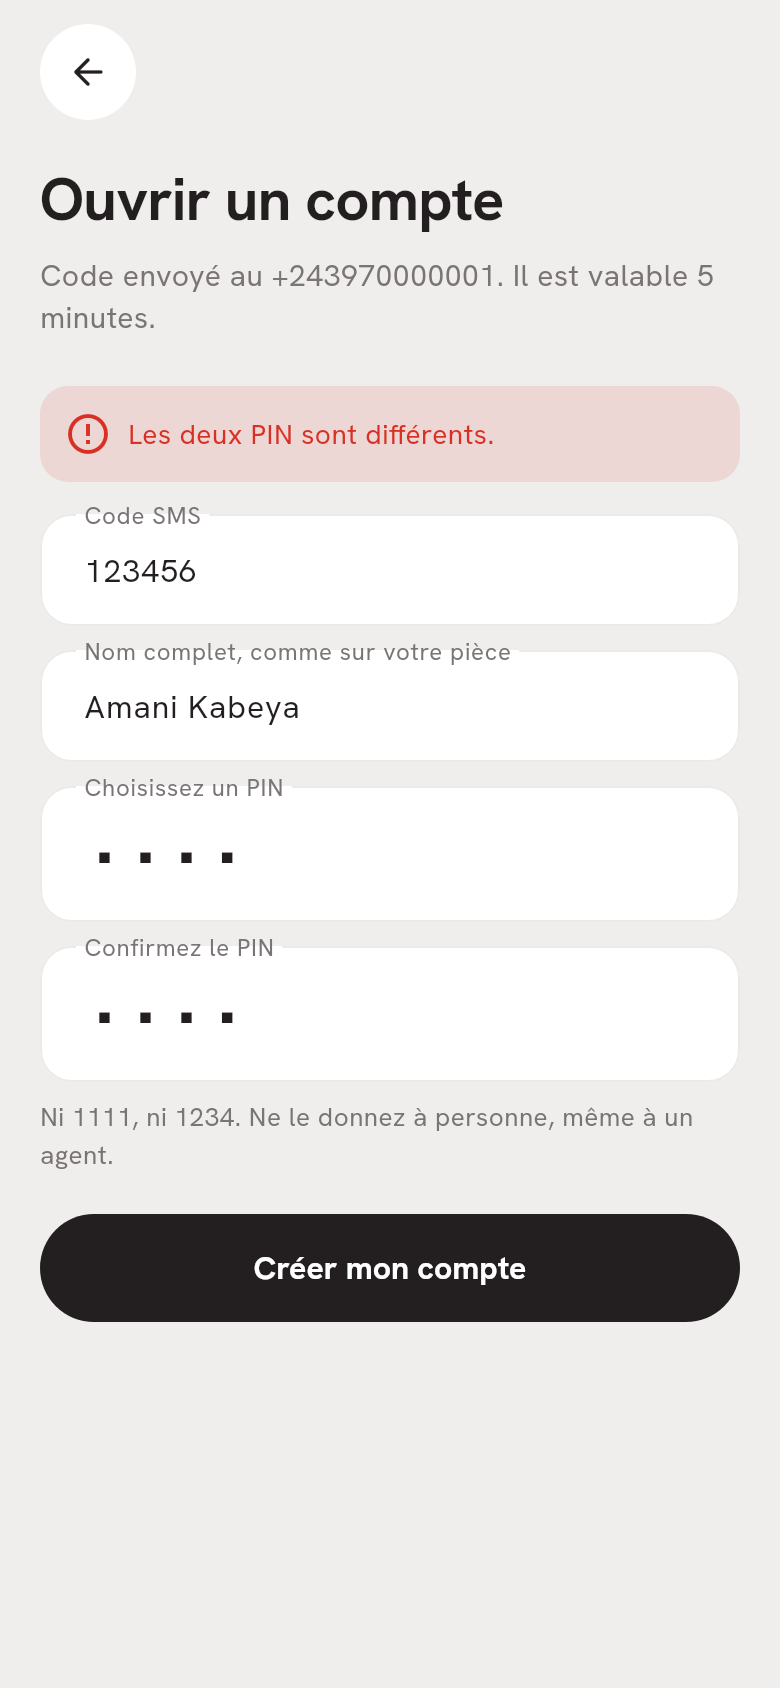 Ouvrir un compte
Code envoyé au +243970000001. Il est valable 5
minutes.
Les deux PIN sont différents.
Code SMS
123456
Nom complet, comme sur votre pièce
Amani Kabeya
Choisissez un PIN
Confirmez le PIN
Ni 1111, ni 1234. Ne le donnez à personne, même à un
agent.
Créer mon compte